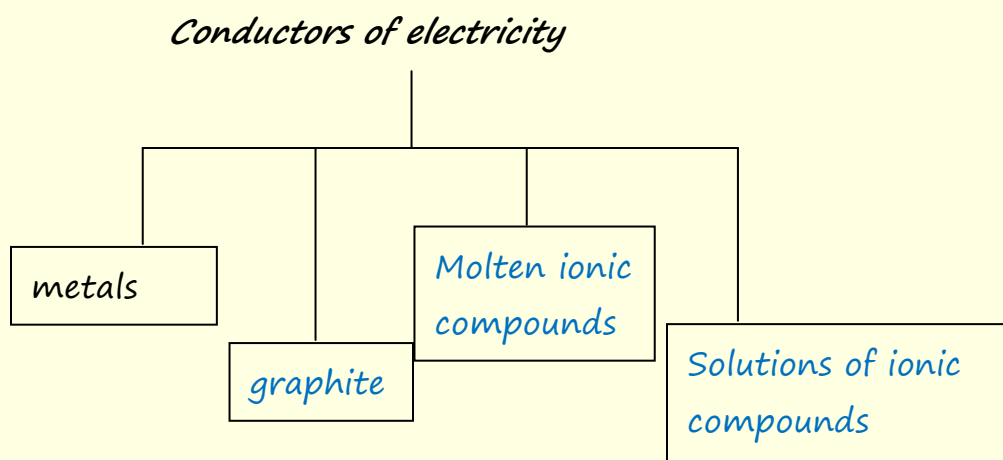 Conductors of electricity
metals
graphite
Molten ionic
compounds
Solutions of ionic
compounds